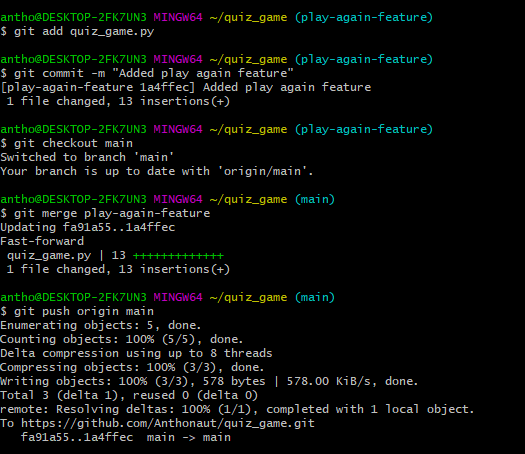 antho@DESKTOP-2FK7UN3 MINGW64 ~/quiz_game (play-again-feature)
$ git add quiz_game.py
antho@DESKTOP-2FK7UN3 MINGW64 ~/quiz_game (play-again-feature)
$ git commit -m "Added play again feature"
[play-again-feature 1a4ffec] Added play again feature
 1 file changed, 13 insertions(+)
antho@DESKTOP-2FK7UN3 MINGW64 ~/quiz_game (play-again-feature)
$ git checkout main
Switched to branch 'main'
Your branch is up to date with 'origin/main'.
antho@DESKTOP-2FK7UN3 MINGW64 ~/quiz_game (main)
$ git merge play-again-feature
Updating fa91a55..1a4ffec
Fast-forward
 quiz_game.py | 13 +++++++++++++
 1 file changed, 13 insertions(+)
antho@DESKTOP-2FK7UN3 MINGW64 ~/quiz_game (main)
$ git push origin main
Enumerating objects: 5, done.
Counting objects: 100% (5/5), done.
Delta compression using up to 8 threads
Compressing objects: 100% (3/3), done.
Writing objects: 100% (3/3), 578 bytes | 578.00 KiB/s, done.
Total 3 (delta 1), reused 0 (delta 0)
remote: Resolving deltas: 100% (1/1), completed with 1 local object.
To https://github.com/Anthonaut/quiz_game.git
   fa91a55..1a4ffec  main -> main